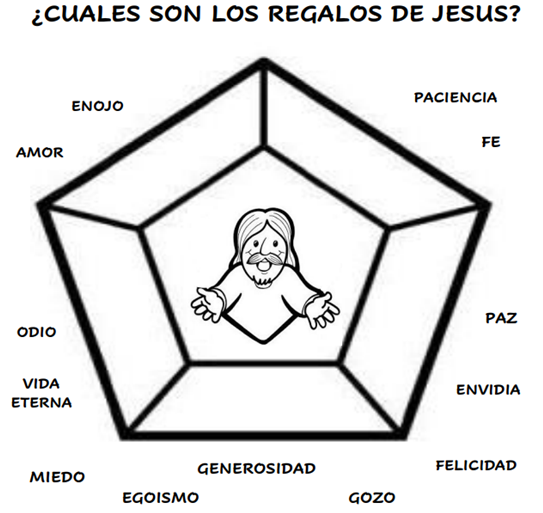 ¿CUALES SON LOS REGALOS DE JESUS?
PACIENCIA
ENOJO
FE
AMOR
PAZ
ODIO
VIDA
ETERNA
ENVIDIA
FELICIDAD
GENEROSIDAD
MIEDO
EGOISMO
GOZO